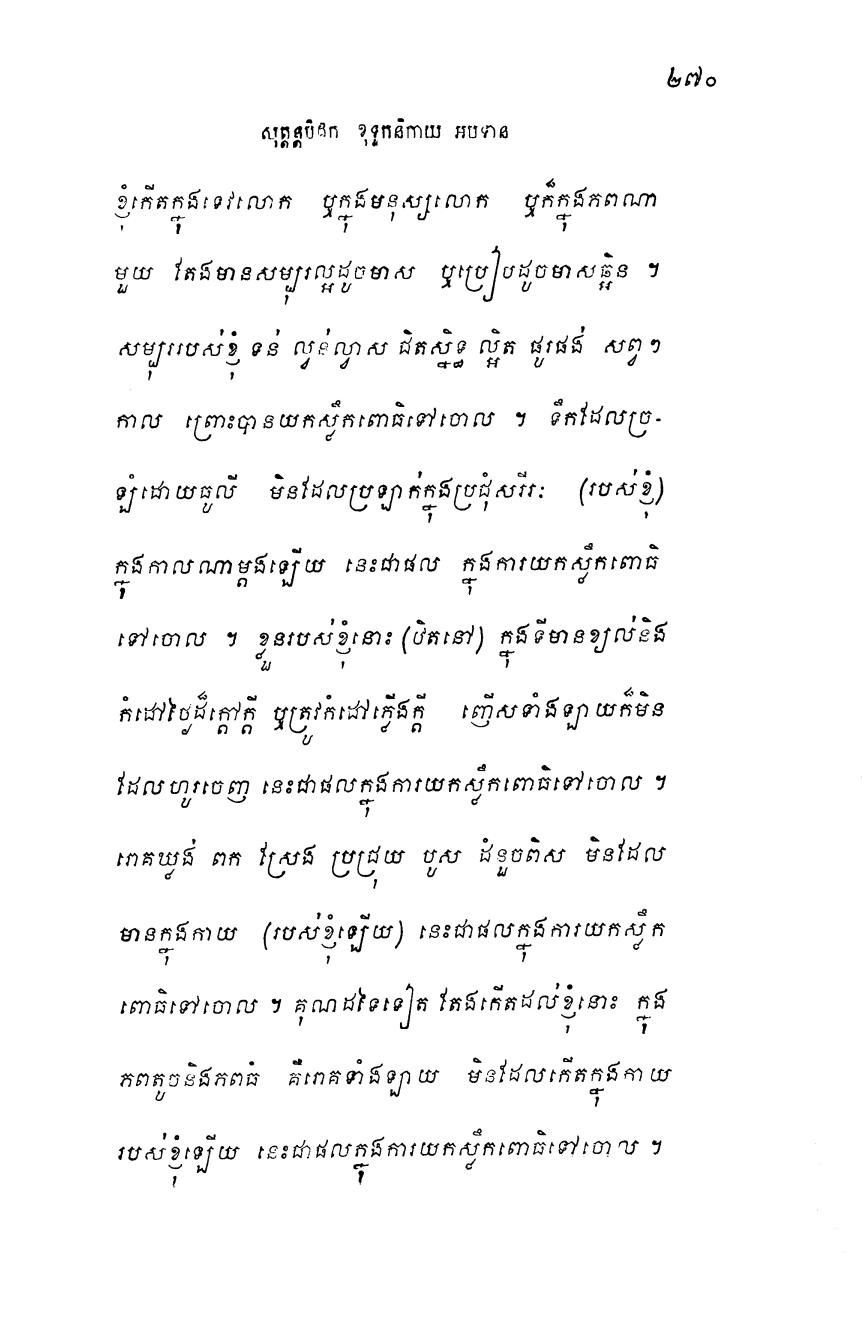 ២៧០
សុត្តន្តបិដក ខុទ្ទកនិកាយ អបទាន
ខ្ញុំកើតក្នុងទេវលោក ឬក្នុងមនុស្សលោក ឬក៏ក្នុងភពណា
មួយ តែងមានសម្បុរល្អដូចមាស ឬប្រៀបដូចមាសឆ្អិន ។
សម្បុររបស់ខ្ញុំ ទន់ ល្វន់ល្វាស ជិតស្និទ្ធ ល្អិត ផូរផង់ សព្វៗ
កាល ព្រោះបានយកស្លឹកពោធិទៅចោល ។ ទឹកដែលច្រ-
ឡំដោយធូលី មិនដែលប្រឡាក់ក្នុងប្រជុំសរីរៈ (របស់ខ្ញុំ)
ក្នុងកាលណាម្តងឡើយ នេះជាផល ក្នុងការយកស្លឹកពោធិ
ទៅចោល ។ ខ្លួនរបស់ខ្ញុំនោះ (ឋិតនៅ) ក្នុងទីមានខ្យល់និង
កំដៅថ្ងៃដ៏ក្តៅក្តី ឬត្រូវកំដៅភ្លើងក្តី ញើសទាំងឡាយក៏មិន
ដែលហូរចេញ នេះជាផលក្នុងការយកស្លឹកពោធិទៅចោល ។
រោគឃ្លង់ ពក ស្រែង ប្រជ្រុយ បូស ដំនួចពិស មិនដែល
មានក្នុងកាយ (របស់ខ្ញុំឡើយ) នេះជាផលក្នុងការយកស្លឹក
ពោធិទៅចោល ។ គុណដទៃទៀត តែងកើតដល់ខ្ញុំនោះ ក្នុង
ភពតូចនិងភពធំ គឺរោគទាំងឡាយ មិនដែលកើតក្នុងកាយ
របស់ខ្ញុំឡើយ នេះជាផលក្នុងការយកស្លឹកពោធិទៅចោល ។